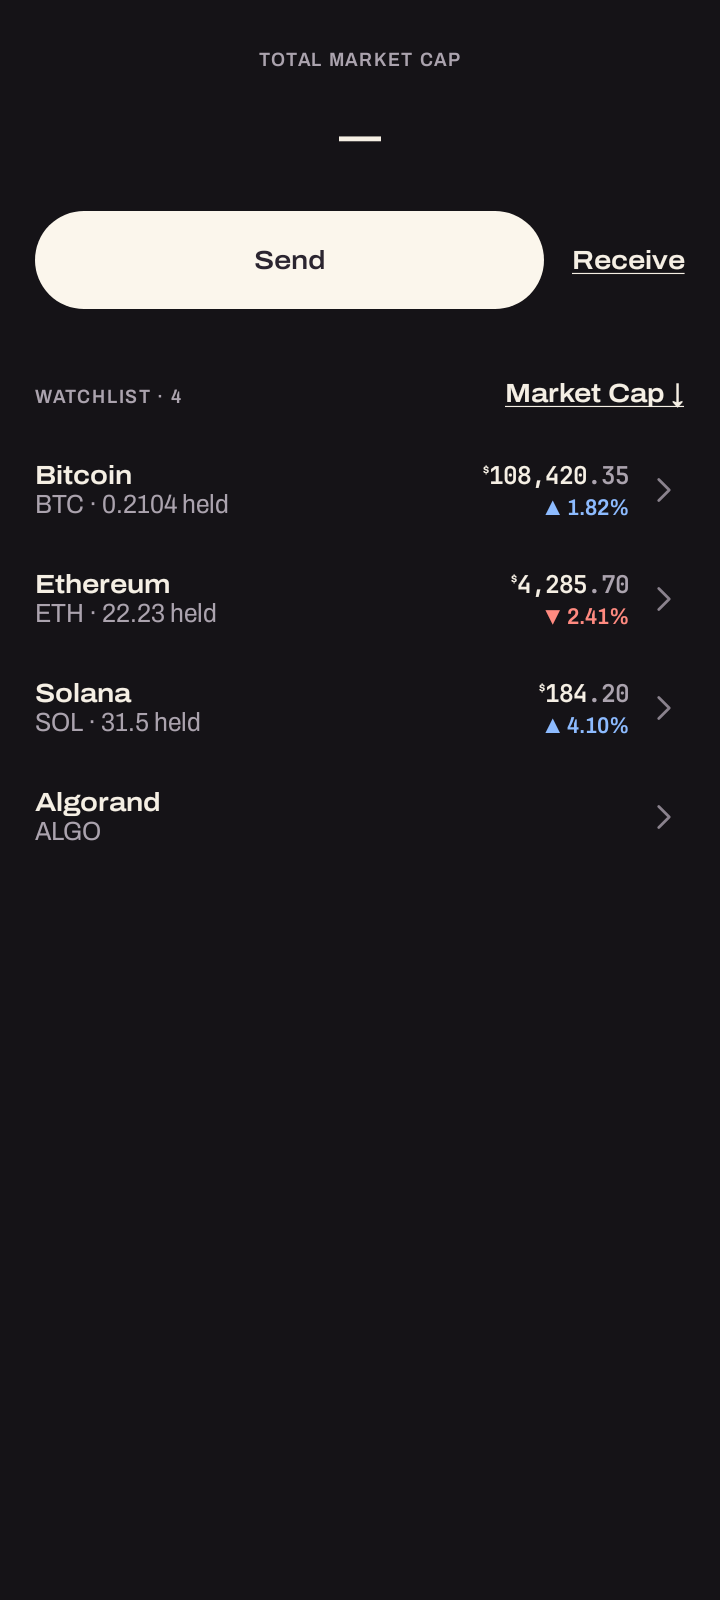 TOTAL MARKET CAP
—
Send
Receive
WATCHLIST · 4
Market Cap ↓
Bitcoin
$108,420.35
BTC · 0.2104 held
▲ 1.82%
Ethereum
$4,285.70
ETH · 22.23 held
▼ 2.41%
Solana
$184.20
SOL · 31.5 held
▲ 4.10%
Algorand
ALGO